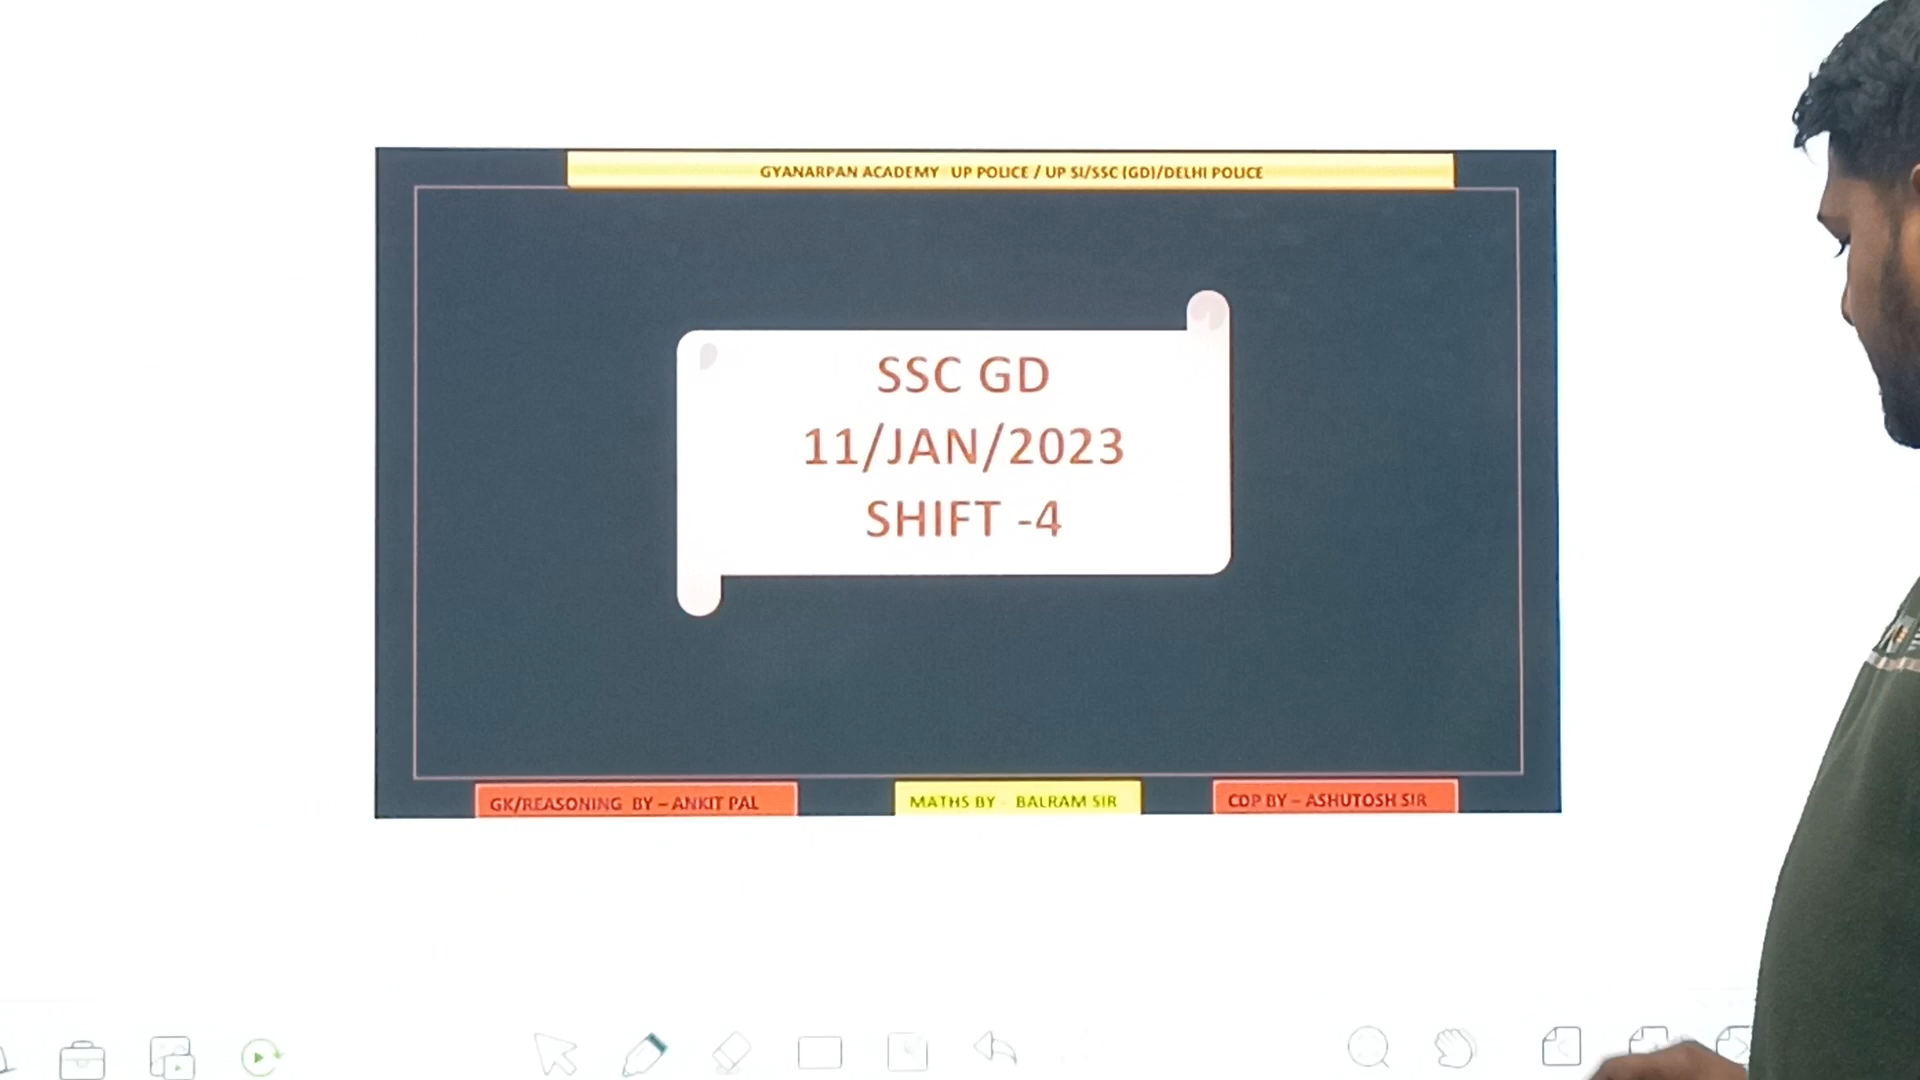 GYANARPAN ACADEMY UP POLICE / UP SI/SSC (GD)/DELHI POLICE
SSC GD
11/JAN/2023
SHIFT -4
GK/REASONING BY – ANKIT PAL
MATHS BY - BALRAM SIR
CDP BY – ASHUTOSH SIR